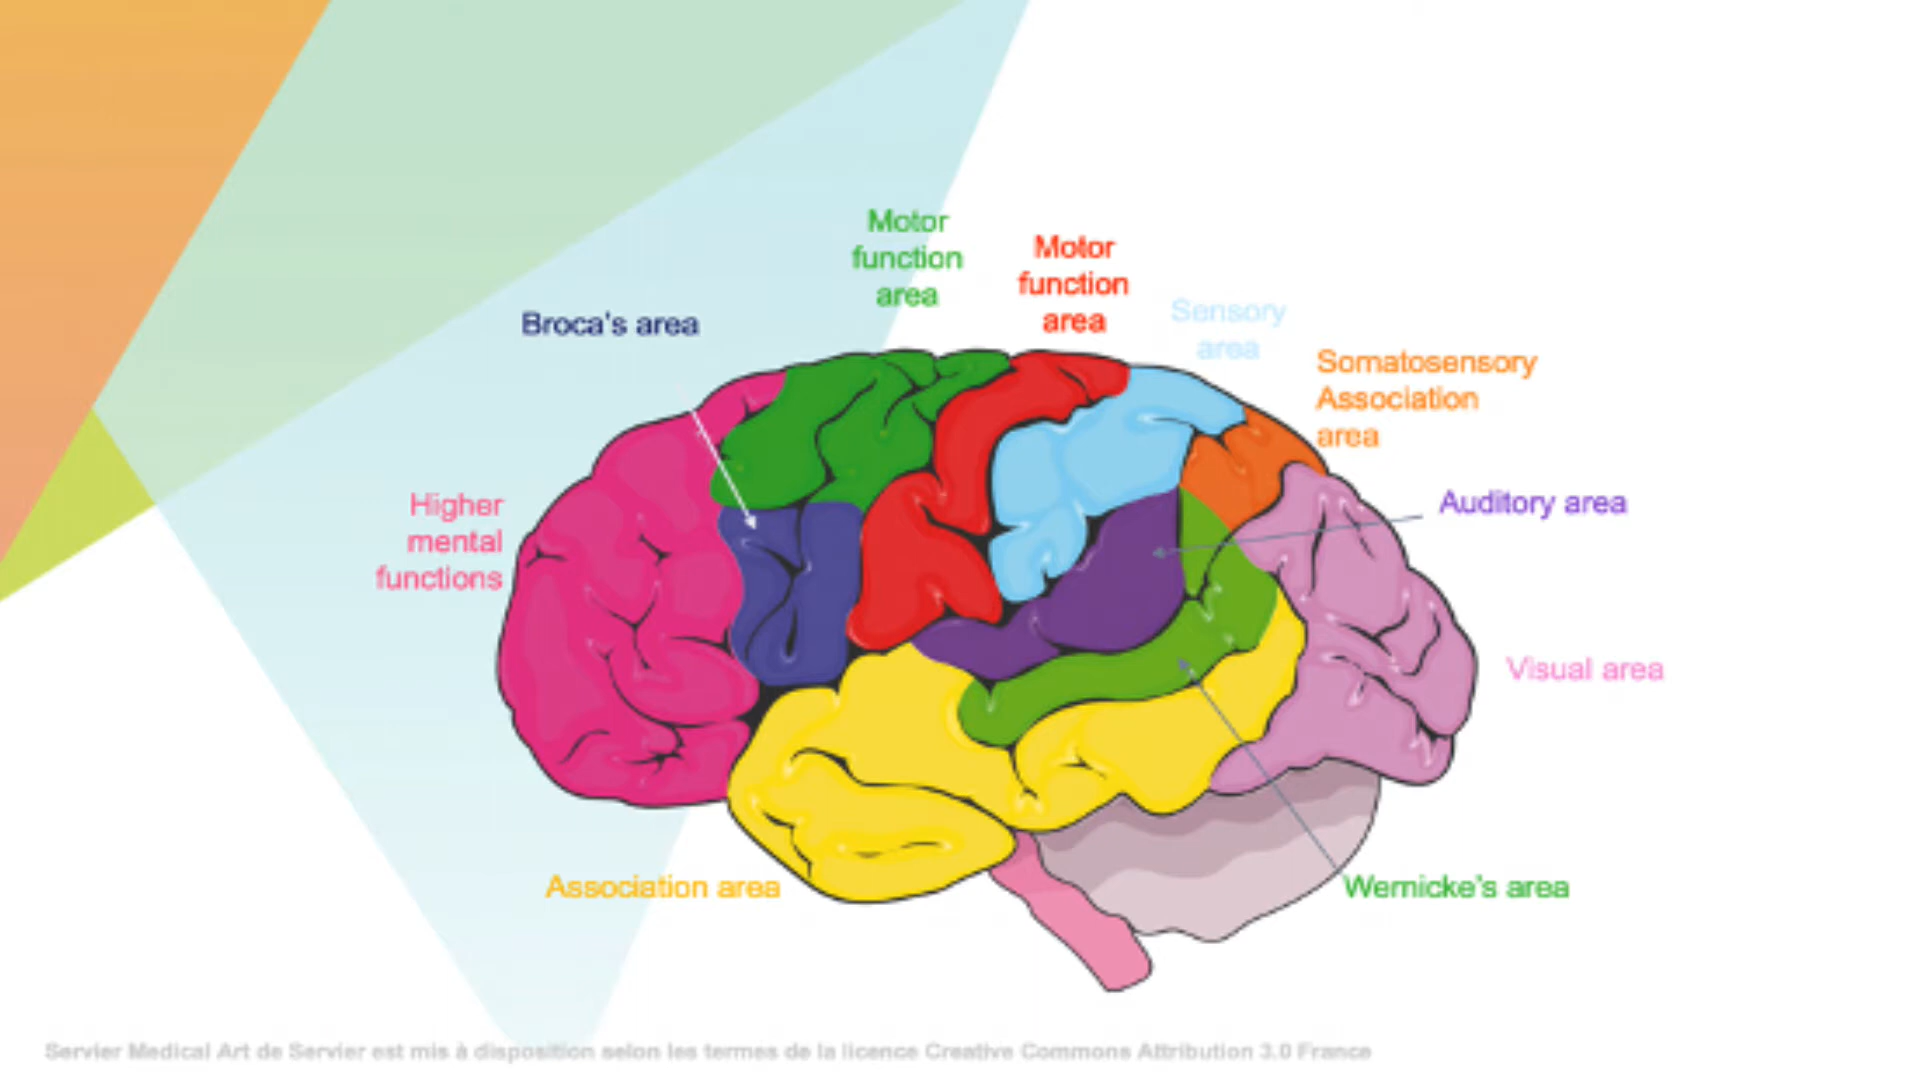 Motor
function
area
Motor
function
area
Broca's area
Sensory
area
Somatosensory
Association
area
Higher
mental
functions
Auditory area
Visual area
Association area
Wernicke's area
Servier Medical Art de Servier est mis à disposition selon les termes de la licence Creative Commons Attribution 3.0 France